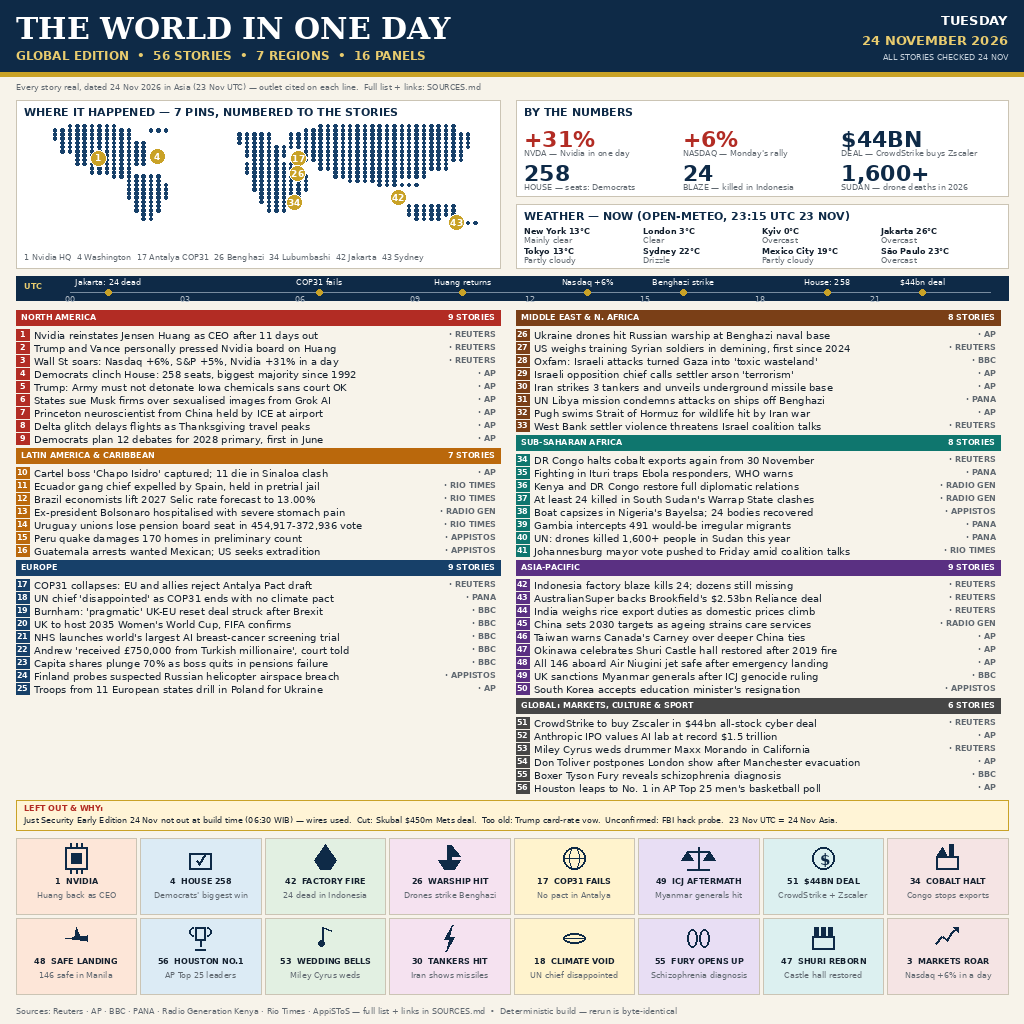 THE WORLD IN ONE DAY
GLOBAL EDITION • 56 STORIES • 7 REGIONS • 16 PANELS
TUESDAY
24 NOVEMBER 2026
ALL STORIES CHECKED 24 NOV
Every story real, dated 24 Nov 2026 in Asia (23 Nov UTC) — outlet cited on each line. Full list + links: SOURCES.md
WHERE IT HAPPENED — 7 PINS, NUMBERED TO THE STORIES
1
4
17
26
34
42
43
1 Nvidia HQ 4 Washington 17 Antalya COP31 26 Benghazi 34 Lubumbashi 42 Jakarta 43 Sydney
BY THE NUMBERS
+31%
NVDA — Nvidia in one day
+6%
NASDAQ — Monday's rally
$44BN
DEAL — CrowdStrike buys Zscaler
258
HOUSE — seats: Democrats
24
BLAZE — killed in Indonesia
1,600+
SUDAN — drone deaths in 2026
WEATHER — NOW (OPEN-METEO, 23:15 UTC 23 NOV)
New York 13°C
Mainly clear
London 3°C
Clear
Kyiv 0°C
Overcast
Jakarta 26°C
Overcast
Tokyo 13°C
Partly cloudy
Sydney 22°C
Drizzle
Mexico City 19°C
Partly cloudy
São Paulo 23°C
Overcast
UTC
Jakarta: 24 dead
COP31 fails
Huang returns
Nasdaq +6%
Benghazi strike
House: 258
$44bn deal
00 03 06 09 12 15 18 21
NORTH AMERICA 9 STORIES
1 Nvidia reinstates Jensen Huang as CEO after 11 days out · REUTERS
2 Trump and Vance personally pressed Nvidia board on Huang · REUTERS
3 Wall St soars: Nasdaq +6%, S&P +5%, Nvidia +31% in a day · REUTERS
4 Democrats clinch House: 258 seats, biggest majority since 1992 · AP
5 Trump: Army must not detonate Iowa chemicals sans court OK · AP
6 States sue Musk firms over sexualised images from Grok AI · AP
7 Princeton neuroscientist from China held by ICE at airport · AP
8 Delta glitch delays flights as Thanksgiving travel peaks · AP
9 Democrats plan 12 debates for 2028 primary, first in June · AP
LATIN AMERICA & CARIBBEAN 7 STORIES
10 Cartel boss 'Chapo Isidro' captured; 11 die in Sinaloa clash · AP
11 Ecuador gang chief expelled by Spain, held in pretrial jail · RIO TIMES
12 Brazil economists lift 2027 Selic rate forecast to 13.00% · RIO TIMES
13 Ex-president Bolsonaro hospitalised with severe stomach pain · RADIO GEN
14 Uruguay unions lose pension board seat in 454,917-372,936 vote · RIO TIMES
15 Peru quake damages 170 homes in preliminary count · APPISTOS
16 Guatemala arrests wanted Mexican; US seeks extradition · APPISTOS
EUROPE 9 STORIES
17 COP31 collapses: EU and allies reject Antalya Pact draft · REUTERS
18 UN chief 'disappointed' as COP31 ends with no climate pact · PANA
19 Burnham: 'pragmatic' UK-EU reset deal struck after Brexit · BBC
20 UK to host 2035 Women's World Cup, FIFA confirms · BBC
21 NHS launches world's largest AI breast-cancer screening trial · BBC
22 Andrew 'received £750,000 from Turkish millionaire', court told · BBC
23 Capita shares plunge 70% as boss quits in pensions failure · BBC
24 Finland probes suspected Russian helicopter airspace breach · APPISTOS
25 Troops from 11 European states drill in Poland for Ukraine · AP
MIDDLE EAST & N. AFRICA 8 STORIES
26 Ukraine drones hit Russian warship at Benghazi naval base · AP
27 US weighs training Syrian soldiers in demining, first since 2024 · REUTERS
28 Oxfam: Israeli attacks turned Gaza into 'toxic wasteland' · BBC
29 Israeli opposition chief calls settler arson 'terrorism' · AP
30 Iran strikes 3 tankers and unveils underground missile base · AP
31 UN Libya mission condemns attacks on ships off Benghazi · PANA
32 Pugh swims Strait of Hormuz for wildlife hit by Iran war · AP
33 West Bank settler violence threatens Israel coalition talks · REUTERS
SUB-SAHARAN AFRICA 8 STORIES
34 DR Congo halts cobalt exports again from 30 November · REUTERS
35 Fighting in Ituri traps Ebola responders, WHO warns · PANA
36 Kenya and DR Congo restore full diplomatic relations · RADIO GEN
37 At least 24 killed in South Sudan's Warrap State clashes · RADIO GEN
38 Boat capsizes in Nigeria's Bayelsa; 24 bodies recovered · APPISTOS
39 Gambia intercepts 491 would-be irregular migrants · PANA
40 UN: drones killed 1,600+ people in Sudan this year · PANA
41 Johannesburg mayor vote pushed to Friday amid coalition talks · RIO TIMES
ASIA-PACIFIC 9 STORIES
42 Indonesia factory blaze kills 24; dozens still missing · REUTERS
43 AustralianSuper backs Brookfield's $2.53bn Reliance deal · REUTERS
44 India weighs rice export duties as domestic prices climb · REUTERS
45 China sets 2030 targets as ageing strains care services · RADIO GEN
46 Taiwan warns Canada's Carney over deeper China ties · AP
47 Okinawa celebrates Shuri Castle hall restored after 2019 fire · AP
48 All 146 aboard Air Niugini jet safe after emergency landing · AP
49 UK sanctions Myanmar generals after ICJ genocide ruling · BBC
50 South Korea accepts education minister's resignation · APPISTOS
GLOBAL: MARKETS, CULTURE & SPORT 6 STORIES
51 CrowdStrike to buy Zscaler in $44bn all-stock cyber deal · REUTERS
52 Anthropic IPO values AI lab at record $1.5 trillion · AP
53 Miley Cyrus weds drummer Maxx Morando in California · REUTERS
54 Don Toliver postpones London show after Manchester evacuation · AP
55 Boxer Tyson Fury reveals schizophrenia diagnosis · BBC
56 Houston leaps to No. 1 in AP Top 25 men's basketball poll · AP
LEFT OUT & WHY:
Just Security Early Edition 24 Nov not out at build time (06:30 WIB) — wires used. Cut: Skubal $450m Mets deal. Too old: Trump card-rate vow. Unconfirmed: FBI hack probe. 23 Nov UTC = 24 Nov Asia.
1 NVIDIA
Huang back as CEO
4 HOUSE 258
Democrats' biggest win
42 FACTORY FIRE
24 dead in Indonesia
26 WARSHIP HIT
Drones strike Benghazi
17 COP31 FAILS
No pact in Antalya
49 ICJ AFTERMATH
Myanmar generals hit
$
51 $44BN DEAL
CrowdStrike + Zscaler
34 COBALT HALT
Congo stops exports
48 SAFE LANDING
146 safe in Manila
56 HOUSTON NO.1
AP Top 25 leaders
53 WEDDING BELLS
Miley Cyrus weds
30 TANKERS HIT
Iran shows missiles
18 CLIMATE VOID
UN chief disappointed
55 FURY OPENS UP
Schizophrenia diagnosis
47 SHURI REBORN
Castle hall restored
3 MARKETS ROAR
Nasdaq +6% in a day
Sources: Reuters · AP · BBC · PANA · Radio Generation Kenya · Rio Times · AppiSToS — full list + links in SOURCES.md • Deterministic build — rerun is byte-identical